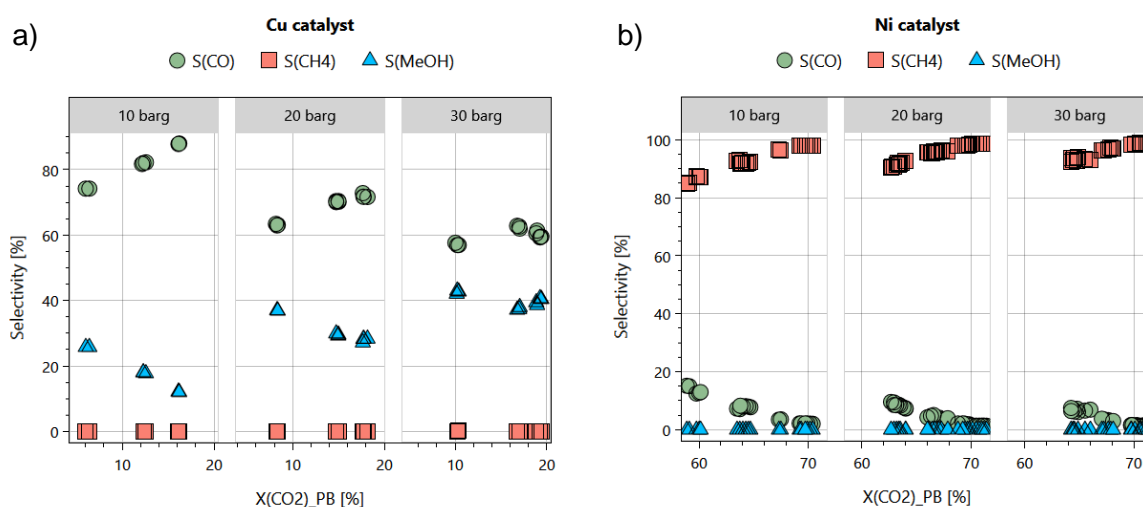 a)
Cu catalyst
S(CO) S(CH4) S(MeOH)
10 barg 20 barg 30 barg
80
60
40
20
0
Selectivity [%]
10 20 10 10 20
X(CO2)_PB [%]
b)
Ni catalyst
S(CO) S(CH4) S(MeOH)
10 barg 20 barg 30 barg
100
80
60
40
20
0
Selectivity [%]
60 70 60 70 60 70
X(CO2)_PB [%]